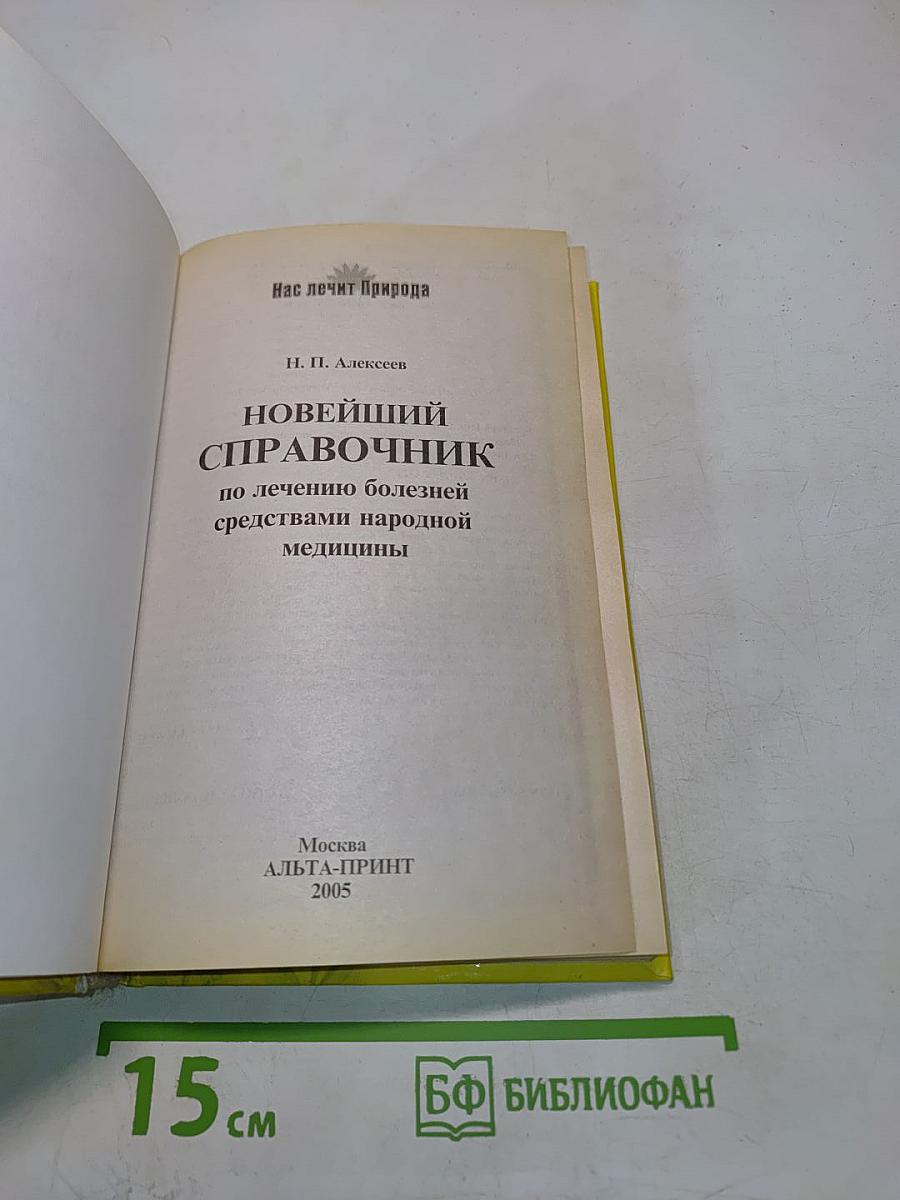 Нас лечит Природа
Н. П. Алексеев
НОВЕЙШИЙ
СПРАВОЧНИК
по лечению болезней
средствами народной
медицины
Москва
АЛЬТА-ПРИНТ
2005
15 см
БФ БИБЛИОФАН